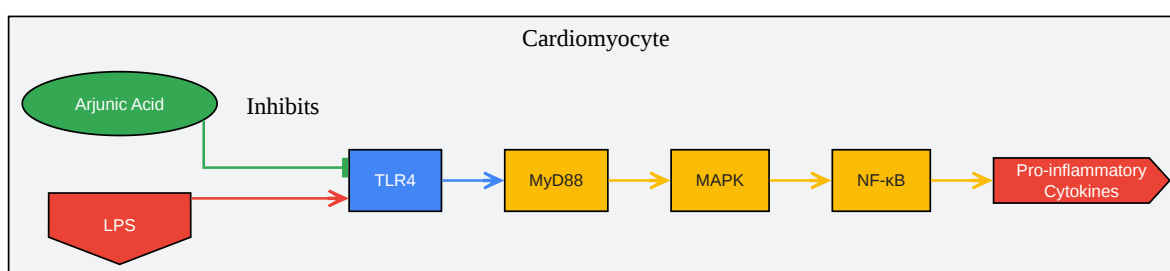 Cardiomyocyte
Arjunic Acid
Inhibits
TLR4
MyD88
MAPK
NF-κB
Pro-inflammatory
Cytokines
LPS